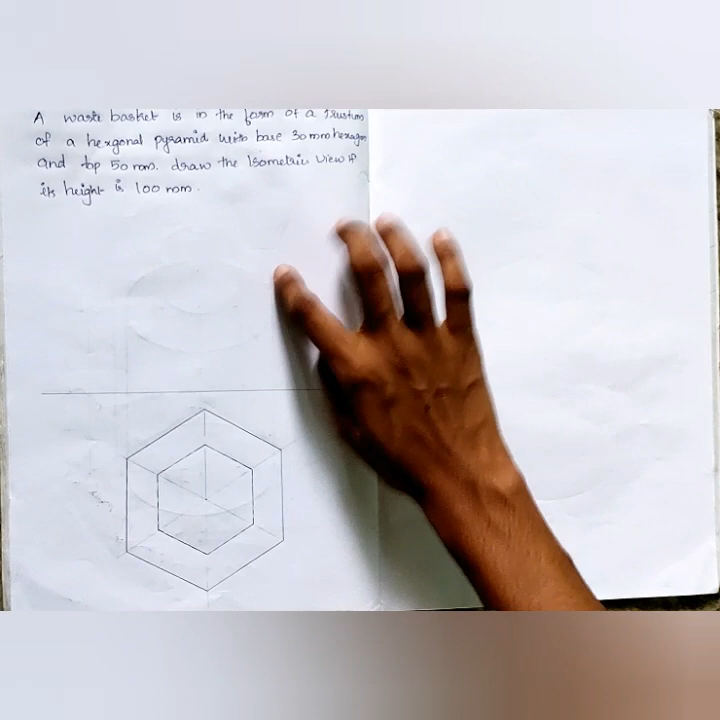 A waste basket is in the form of a frustum
of a hexgonal pyramid with base 30 mm hexagon
and top 50 mm. draw the Isometric View if
its height is 100 mm.